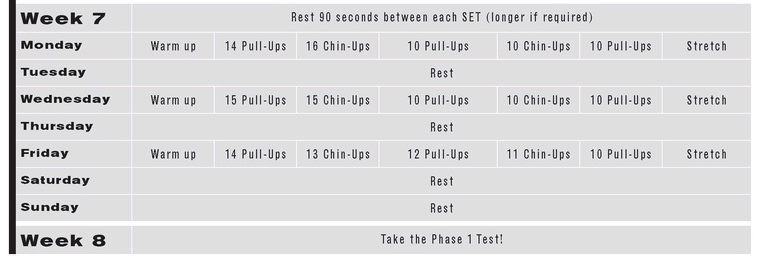 Week 7 Rest 90 seconds between each SET (longer if required)
Monday Warm up 14 Pull-Ups 16 Chin-Ups 10 Pull-Ups 10 Chin-Ups 10 Pull-Ups Stretch
Tuesday Rest
Wednesday Warm up 15 Pull-Ups 15 Chin-Ups 10 Pull-Ups 10 Chin-Ups 10 Pull-Ups Stretch
Thursday Rest
Friday Warm up 14 Pull-Ups 13 Chin-Ups 12 Pull-Ups 11 Chin-Ups 10 Pull-Ups Stretch
Saturday Rest
Sunday Rest
Week 8 Take the Phase 1 Test!